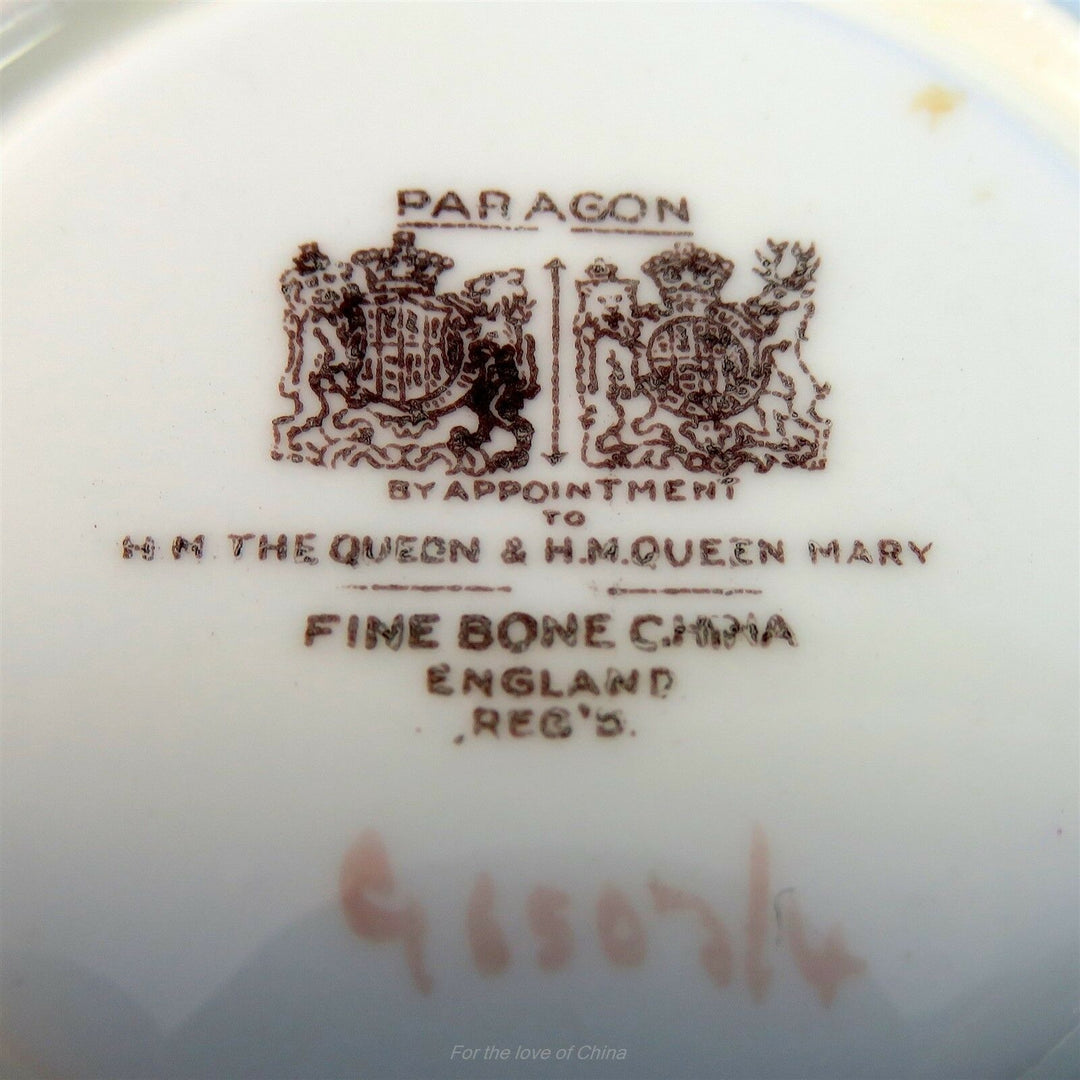 PARAGON
BY APPOINTMENT
TO
H.M. THE QUEEN & H.M. QUEEN MARY
FINE BONE CHINA
ENGLAND
REG'D.
For the love of China